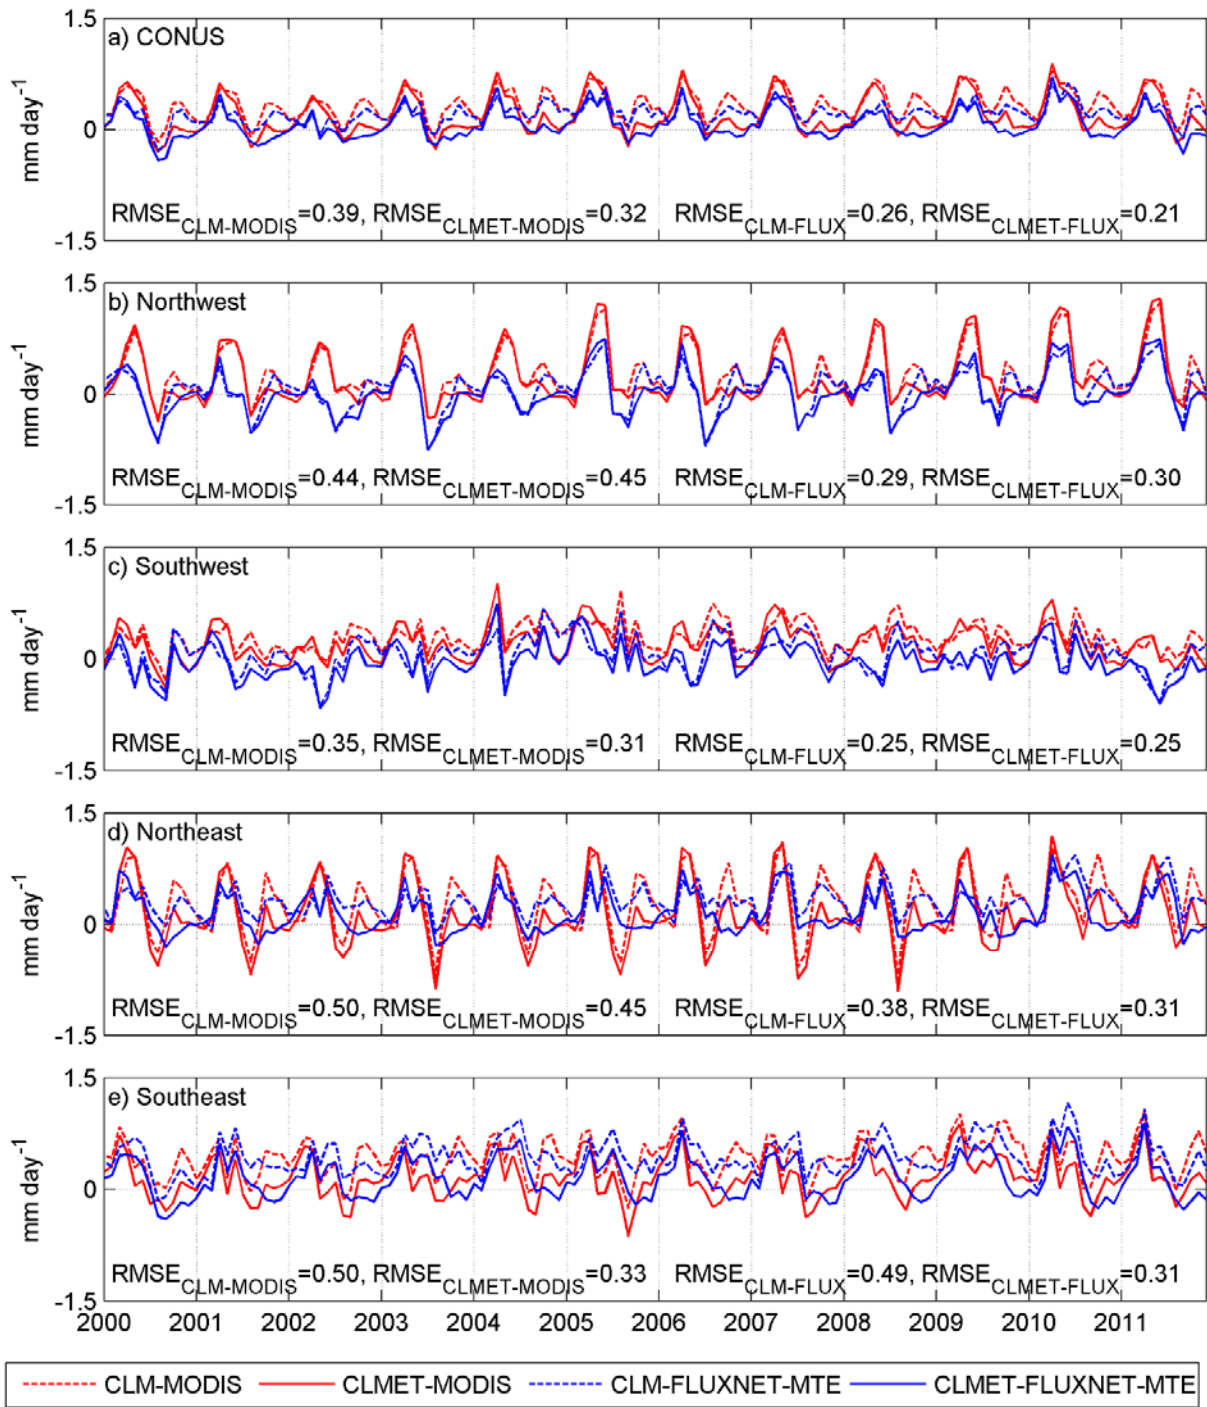 1.5
a) CONUS
mm day-1
0
RMSECLM-MODIS=0.39, RMSECLMET-MODIS=0.32 RMSECLM-FLUX=0.26, RMSECLMET-FLUX=0.21
-1.5
1.5
b) Northwest
mm day-1
0
RMSECLM-MODIS=0.44, RMSECLMET-MODIS=0.45 RMSECLM-FLUX=0.29, RMSECLMET-FLUX=0.30
-1.5
1.5
c) Southwest
mm day-1
0
RMSECLM-MODIS=0.35, RMSECLMET-MODIS=0.31 RMSECLM-FLUX=0.25, RMSECLMET-FLUX=0.25
-1.5
1.5
d) Northeast
mm day-1
0
RMSECLM-MODIS=0.50, RMSECLMET-MODIS=0.45 RMSECLM-FLUX=0.38, RMSECLMET-FLUX=0.31
-1.5
1.5
e) Southeast
mm day-1
0
RMSECLM-MODIS=0.50, RMSECLMET-MODIS=0.33 RMSECLM-FLUX=0.49, RMSECLMET-FLUX=0.31
-1.5
2000 2001 2002 2003 2004 2005 2006 2007 2008 2009 2010 2011
CLM-MODIS CLMET-MODIS CLM-FLUXNET-MTE CLMET-FLUXNET-MTE